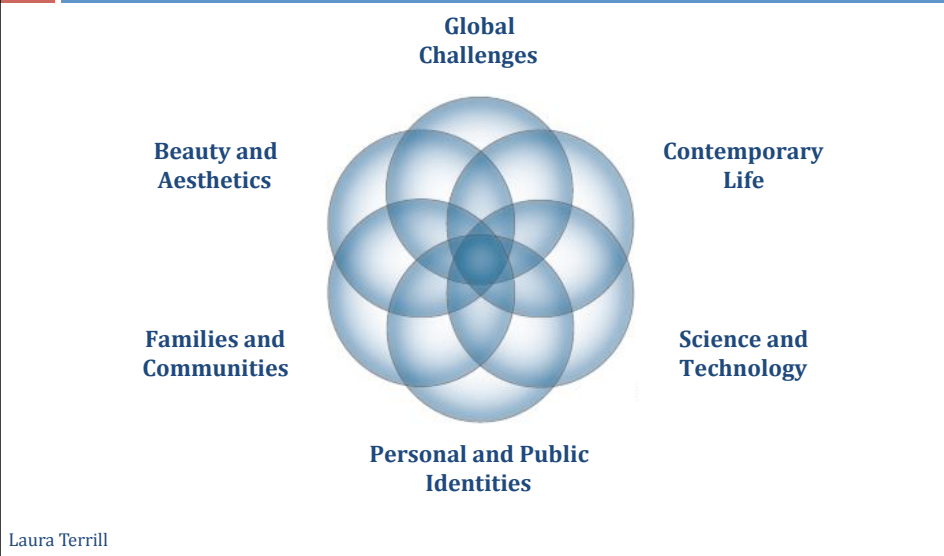 Global
Challenges
Beauty and
Aesthetics
Contemporary
Life
Families and
Communities
Science and
Technology
Personal and Public
Identities
Laura Terrill